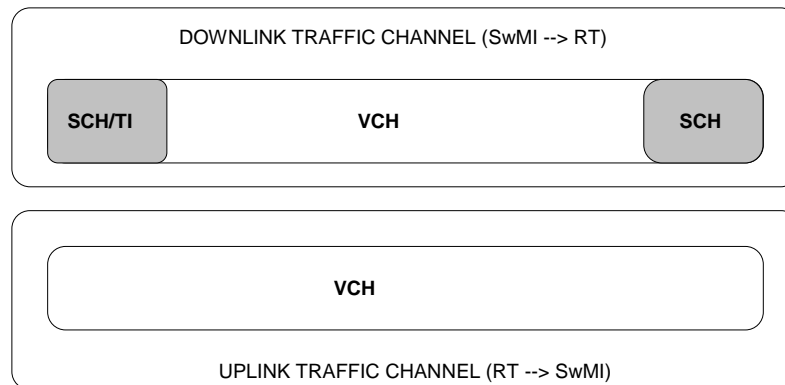 DOWNLINK TRAFFIC CHANNEL (SwMI --> RT)
SCH/TI VCH SCH
VCH
UPLINK TRAFFIC CHANNEL (RT --> SwMI)